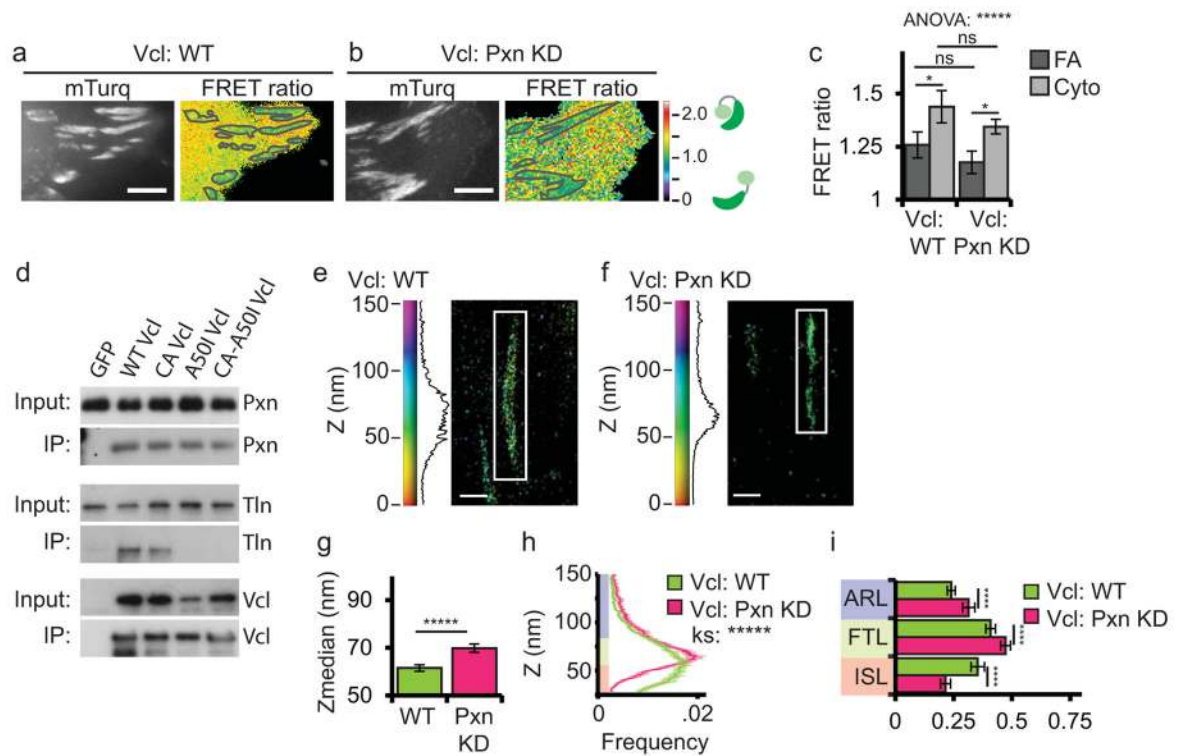 a
Vcl: WT
mTurq FRET ratio
b
Vcl: Pxn KD
mTurq FRET ratio
2.0
1.0
0
c
ANOVA: *****
ns
ns
* *
FA
Cyto
FRET ratio
1.5
1.25
1
Vcl: WT
Vcl: Pxn KD
d
GFP WT Vcl CA Vcl A50I Vcl CA-A50I Vcl
Input: Pxn
IP: Pxn
Input: Tln
IP: Tln
Input: Vcl
IP: Vcl
e
Vcl: WT
Z (nm)
150
100
50
0
f
Vcl: Pxn KD
Z (nm)
150
100
50
0
g
Zmedian (nm)
90
70
50
*****
WT Pxn KD
h
Z (nm)
150
100
50
0 .02
Frequency
Vcl: WT
Vcl: Pxn KD
ks: *****
i
ARL
FTL
ISL
Vcl: WT
Vcl: Pxn KD
0 0.25 0.5 0.75